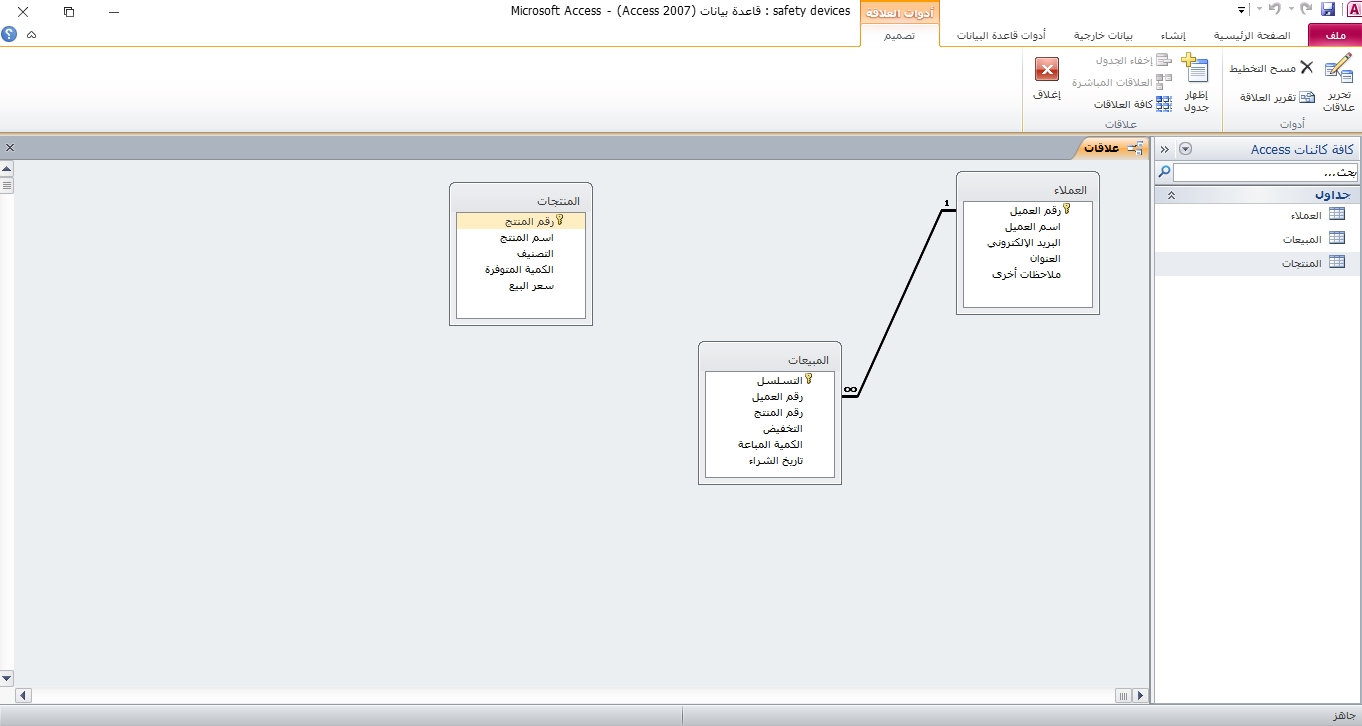 أدوات العلاقة
safety devices : قاعدة بيانات (Access 2007) - Microsoft Access
ملف
الصفحة الرئيسية
إنشاء
بيانات خارجية
أدوات قاعدة البيانات
تصميم
تحرير علاقات
مسح التخطيط
تقرير العلاقة
أدوات
إظهار جدول
إخفاء الجدول
العلاقات المباشرة
كافة العلاقات
علاقات
إغلاق
كافة كائنات Access
بحث...
جداول
العملاء
المبيعات
المنتجات
علاقات
العملاء
رقم العميل
اسم العميل
البريد الإلكتروني
العنوان
ملاحظات أخرى
1
∞
المنتجات
رقم المنتج
اسم المنتج
التصنيف
الكمية المتوفرة
سعر البيع
المبيعات
التسلسل
رقم العميل
رقم المنتج
التخفيض
الكمية المباعة
تاريخ الشراء
جاهز